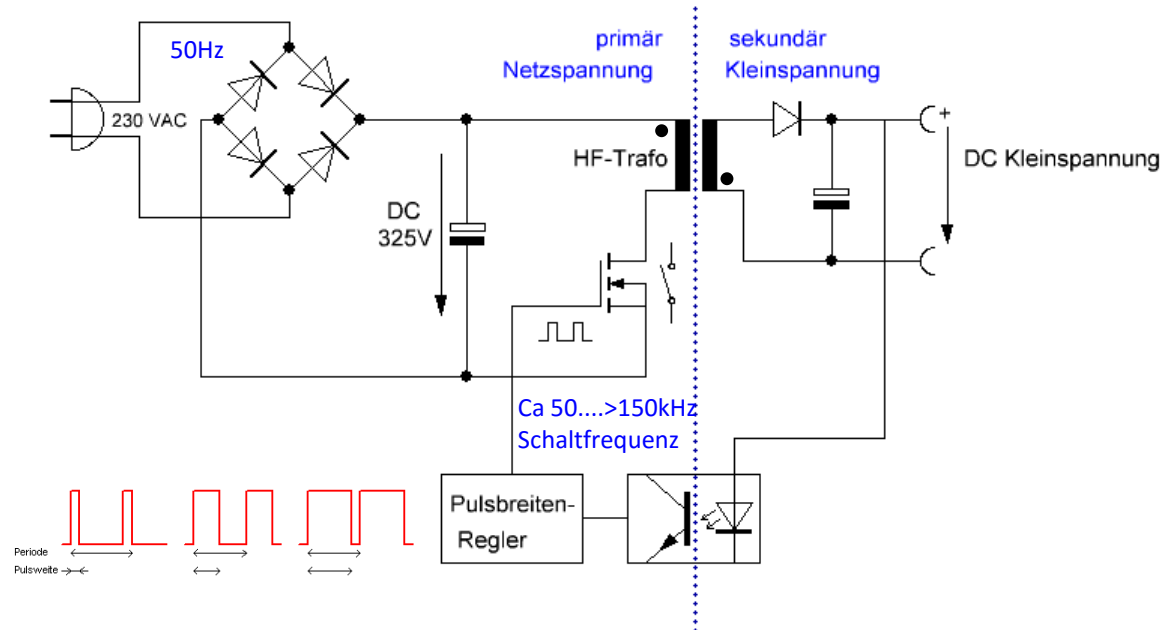 50Hz
230 VAC
primär
Netzspannung
sekundär
Kleinspannung
HF-Trafo
+
DC Kleinspannung
DC
325V
Ca 50....>150kHz
Schaltfrequenz
Pulsbreiten-
Regler
Periode
Pulsweite